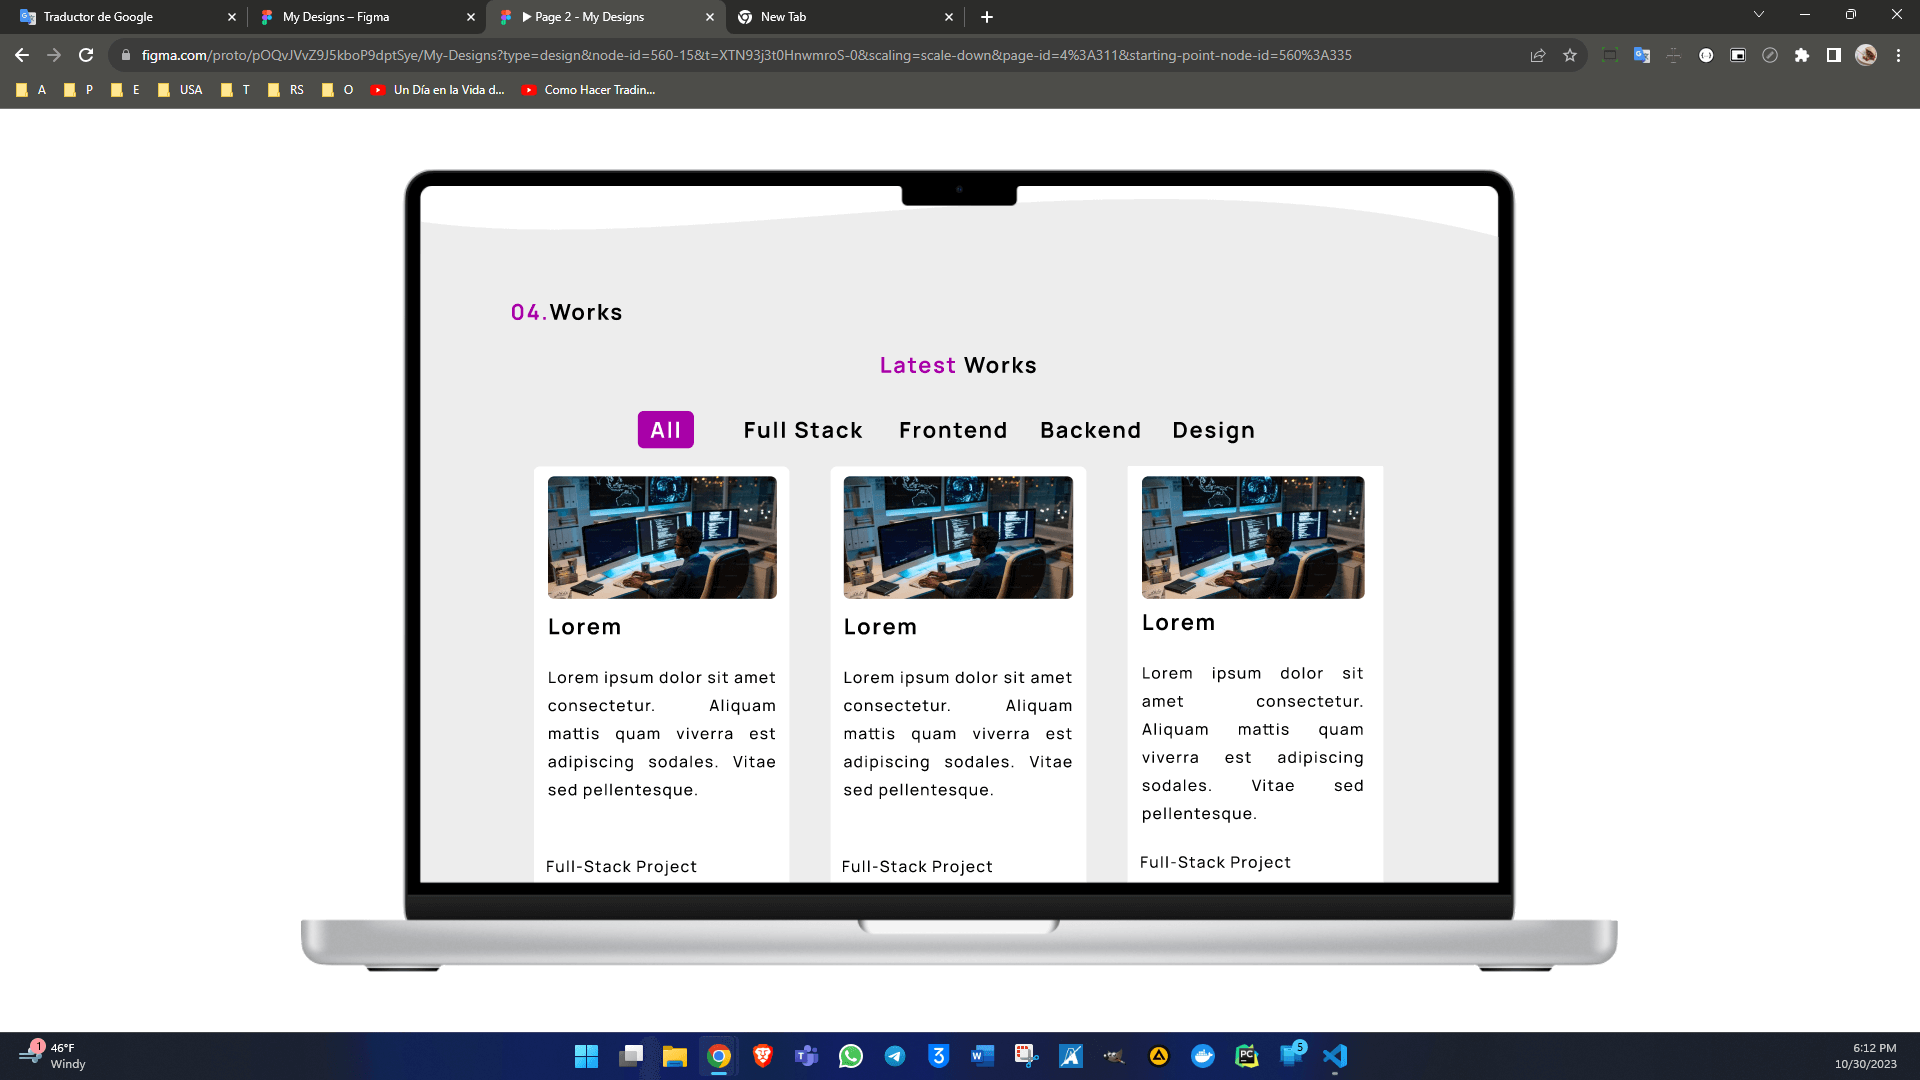 Traductor de Google
My Designs – Figma
Page 2 - My Designs
New Tab
figma.com/proto/pOQvJVvZ9J5kboP9dptSye/My-Designs?type=design&node-id=560-15&t=XTN93j3t0HnwmroS-0&scaling=scale-down&page-id=4%3A311&starting-point-node-id=560%3A335
A P E USA T RS O Un Día en la Vida d... Como Hacer Tradin...
04.Works
Latest Works
All Full Stack Frontend Backend Design
Lorem
Lorem ipsum dolor sit amet
consectetur. Aliquam
mattis quam viverra est
adipiscing sodales. Vitae
sed pellentesque.
Full-Stack Project
Lorem
Lorem ipsum dolor sit amet
consectetur. Aliquam
mattis quam viverra est
adipiscing sodales. Vitae
sed pellentesque.
Full-Stack Project
Lorem
Lorem ipsum dolor sit
amet consectetur.
Aliquam mattis quam
viverra est adipiscing
sodales. Vitae sed
pellentesque.
Full-Stack Project
1
46°F
Windy
5
6:12 PM
10/30/2023